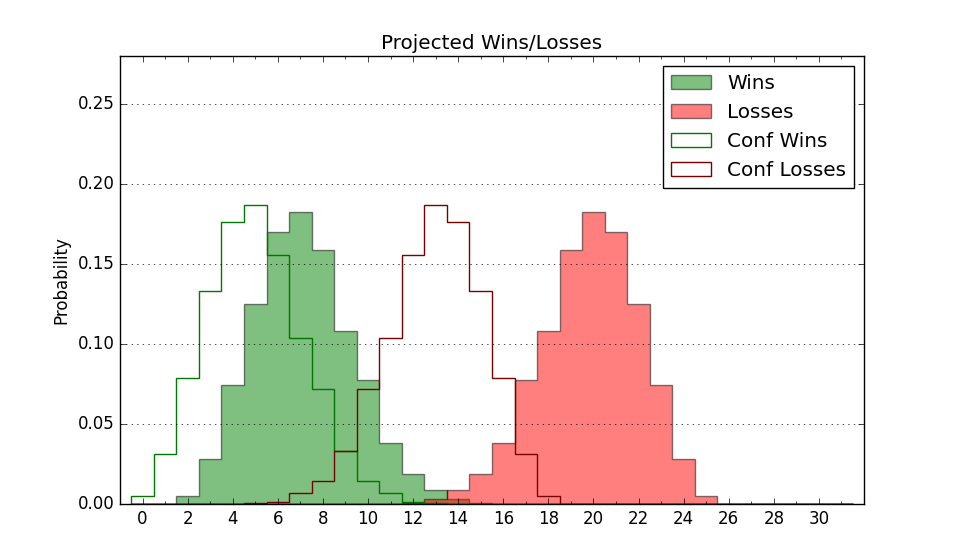 Projected Wins/Losses
Wins
Losses
Conf Wins
Conf Losses
Probability
0.25
0.20
0.15
0.10
0.05
0.00
0 2 4 6 8 10 12 14 16 18 20 22 24 26 28 30